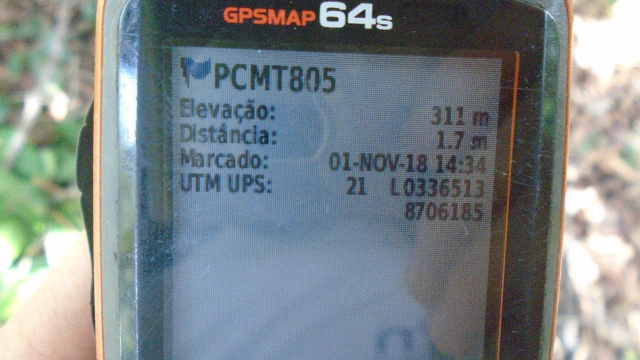 GPSMAP 64s
PCMT805
Elevação: 311 m
Distância: 1.7 m
Marcado: 01-NOV-18 14:34
UTM UPS: 21 L 0336513
8706185